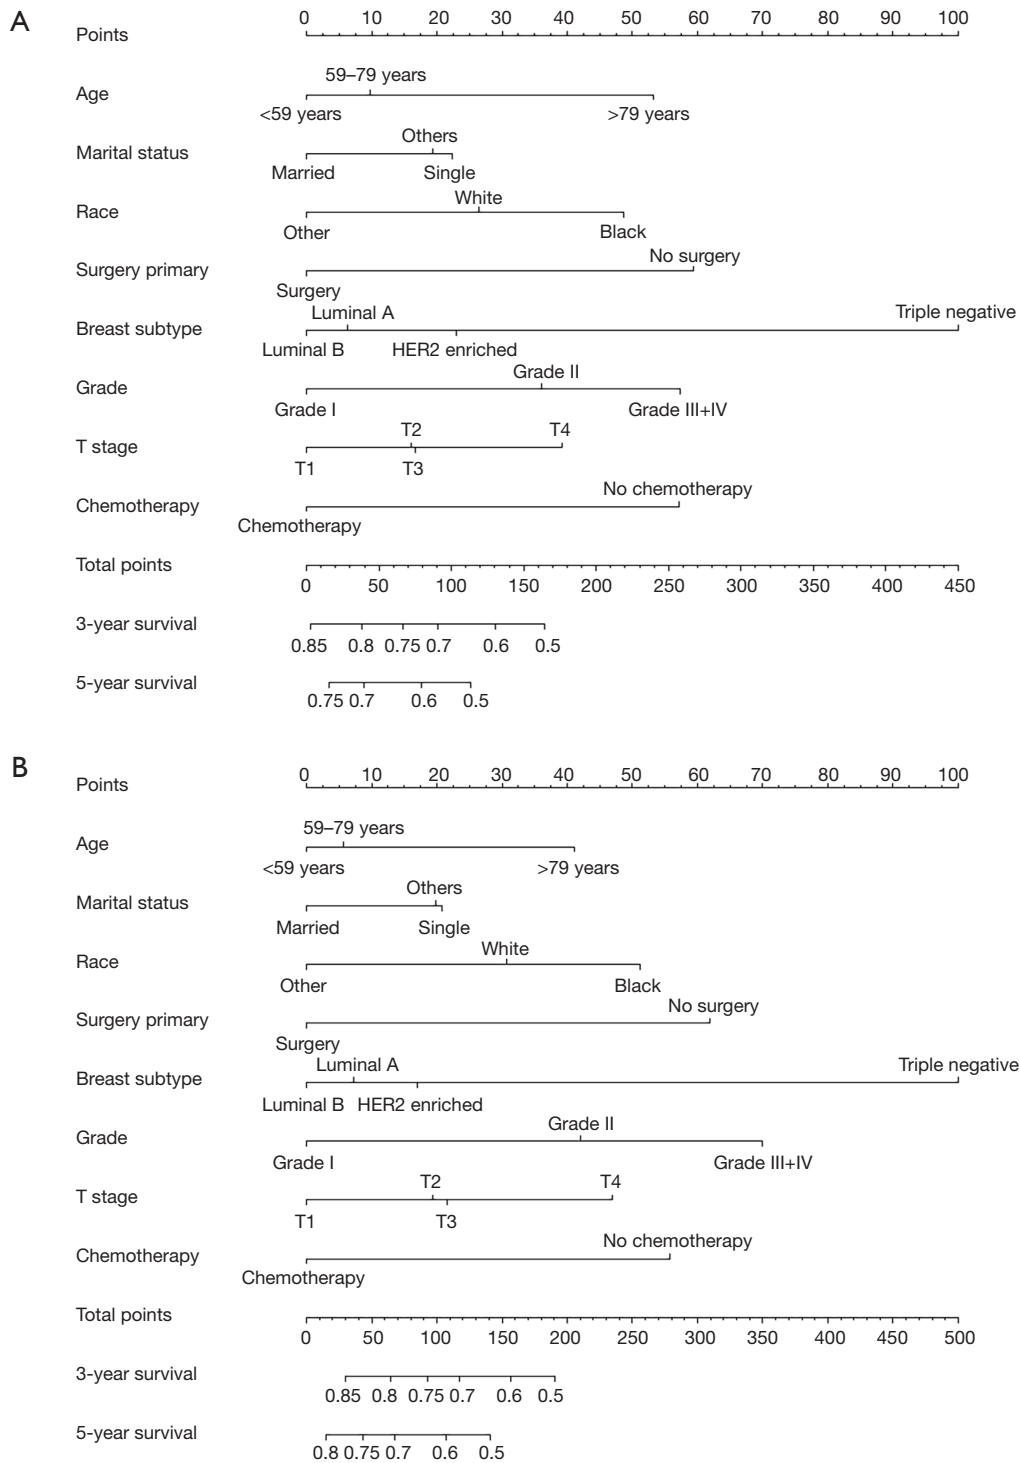 A
Points 0 10 20 30 40 50 60 70 80 90 100
59–79 years
Age
<59 years >79 years
Others
Marital status
Married Single
White
Race
Other Black
No surgery
Surgery primary
Surgery
Luminal A Triple negative
Breast subtype
Luminal B HER2 enriched
Grade II
Grade
Grade I Grade III+IV
T2 T4
T stage
T1 T3
No chemotherapy
Chemotherapy
Chemotherapy
Total points
0 50 100 150 200 250 300 350 400 450
3-year survival
0.85 0.8 0.75 0.7 0.6 0.5
5-year survival
0.75 0.7 0.6 0.5
B
Points 0 10 20 30 40 50 60 70 80 90 100
59–79 years
Age
<59 years >79 years
Others
Marital status
Married Single
White
Race
Other Black
No surgery
Surgery primary
Surgery
Luminal A Triple negative
Breast subtype
Luminal B HER2 enriched
Grade II
Grade
Grade I Grade III+IV
T2 T4
T stage
T1 T3
No chemotherapy
Chemotherapy
Chemotherapy
Total points
0 50 100 150 200 250 300 350 400 450 500
3-year survival
0.85 0.8 0.75 0.7 0.6 0.5
5-year survival
0.8 0.75 0.7 0.6 0.5